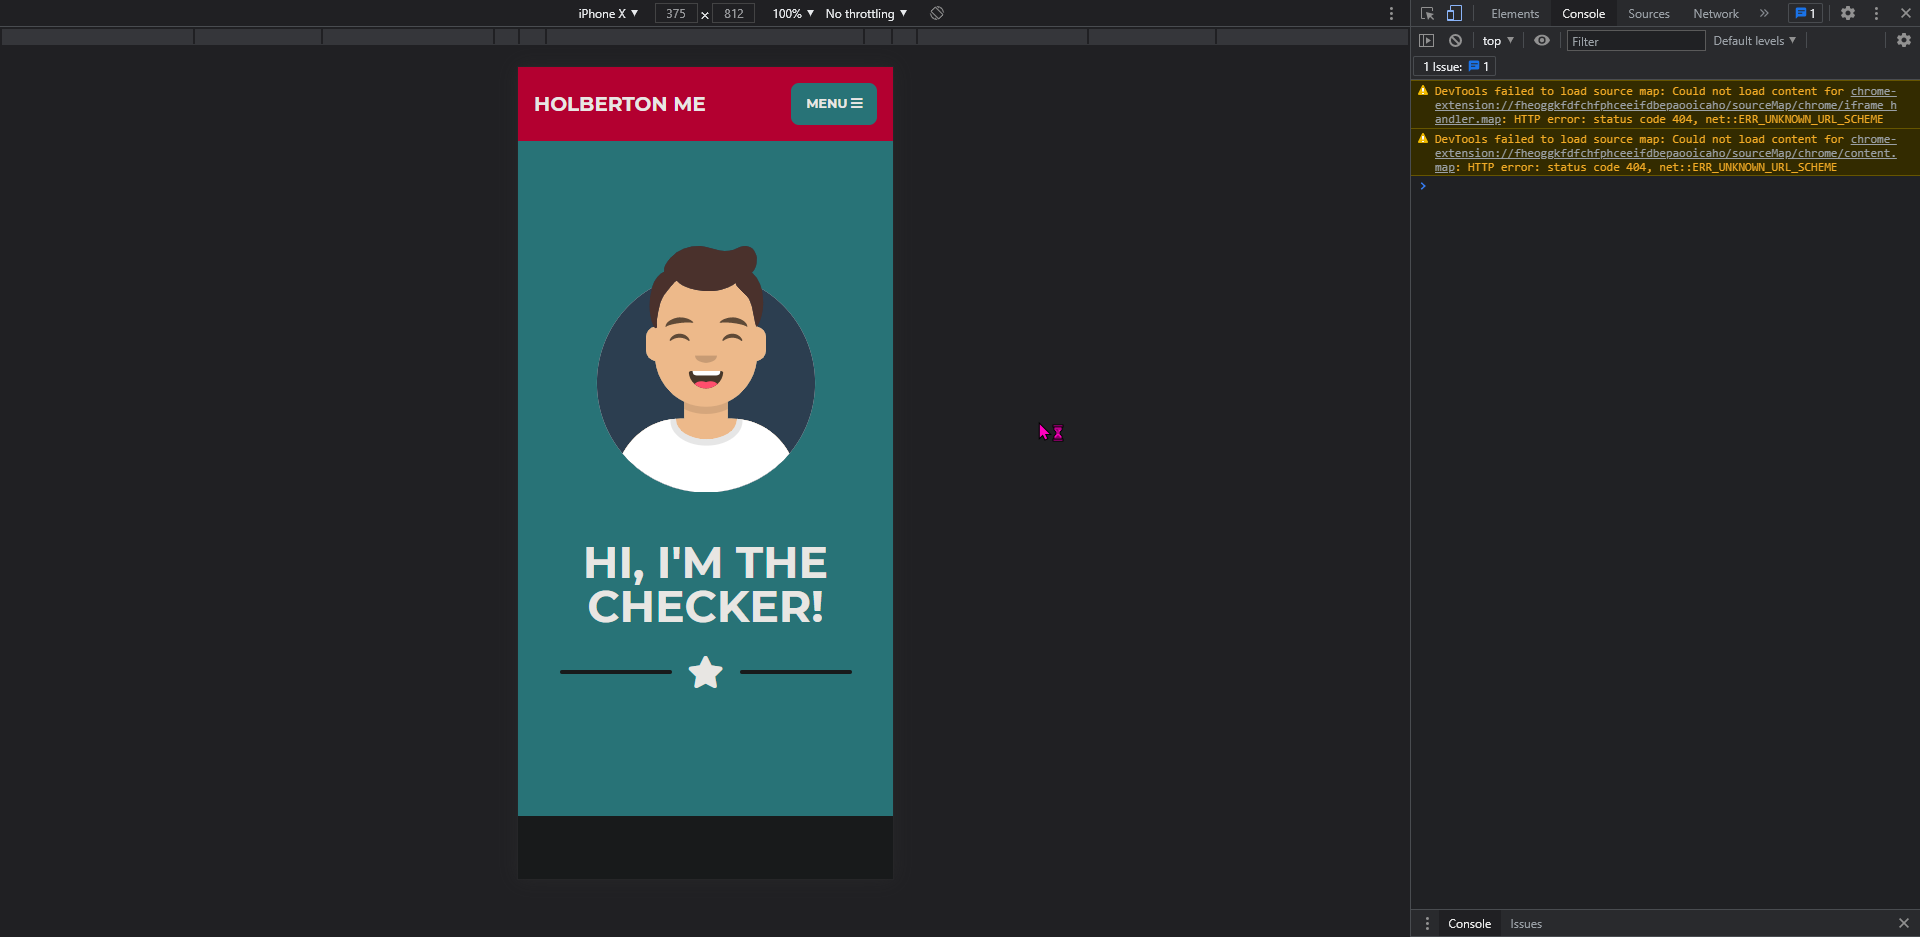 iPhone X ▼ 375 × 812 100% ▼ No throttling ▼
Elements Console Sources Network » 1
top ▼ Filter Default levels ▼
1 Issue: 1
DevTools failed to load source map: Could not load content for chrome-
extension://fheoggkfdfchfphceeifdbepaooicaho/sourceMap/chrome/iframe_h
andler.map: HTTP error: status code 404, net::ERR_UNKNOWN_URL_SCHEME
DevTools failed to load source map: Could not load content for chrome-
extension://fheoggkfdfchfphceeifdbepaooicaho/sourceMap/chrome/content.
map: HTTP error: status code 404, net::ERR_UNKNOWN_URL_SCHEME
HOLBERTON ME MENU
HI, I'M THE
CHECKER!
Console Issues